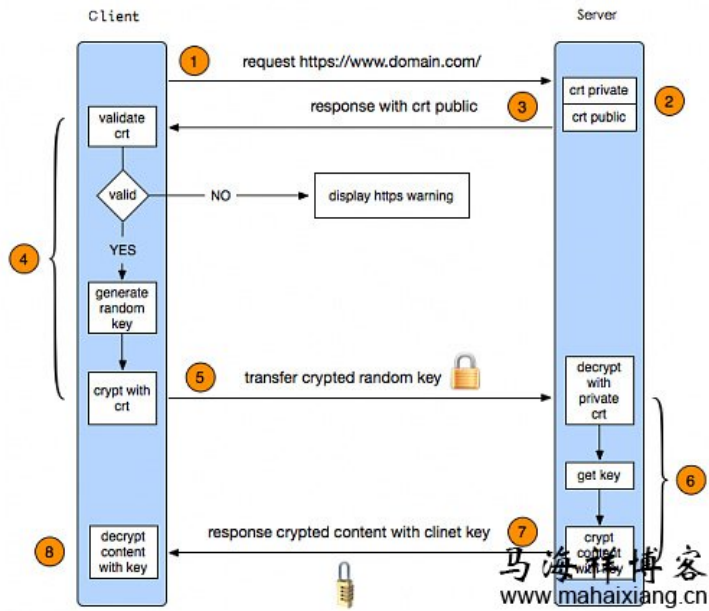 Client
Server
1
request https://www.domain.com/
crt private
2
response with crt public
3
crt public
validate
crt
valid
NO
display https warning
YES
4
generate
random
key
5
transfer crypted random key
crypt with
crt
decrypt
with
private
crt
get key
6
response crypted content with clinet key
7
8
decrypt
content
with key
crypt
content
with key
马海祥博客
www.mahaixiang.cn